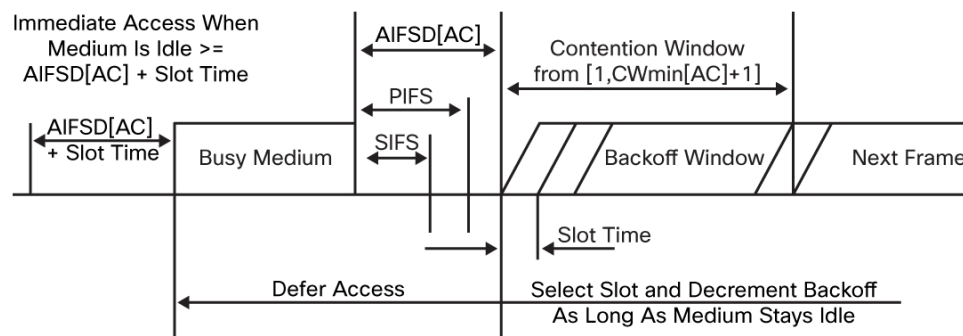 Immediate Access When
Medium Is Idle >=
AIFSD[AC] + Slot Time
AIFSD[AC]
+ Slot Time
Busy Medium
AIFSD[AC]
PIFS
SIFS
Contention Window
from [1,CWmin[AC]+1]
Backoff Window
Next Frame
Slot Time
Defer Access
Select Slot and Decrement Backoff
As Long As Medium Stays Idle